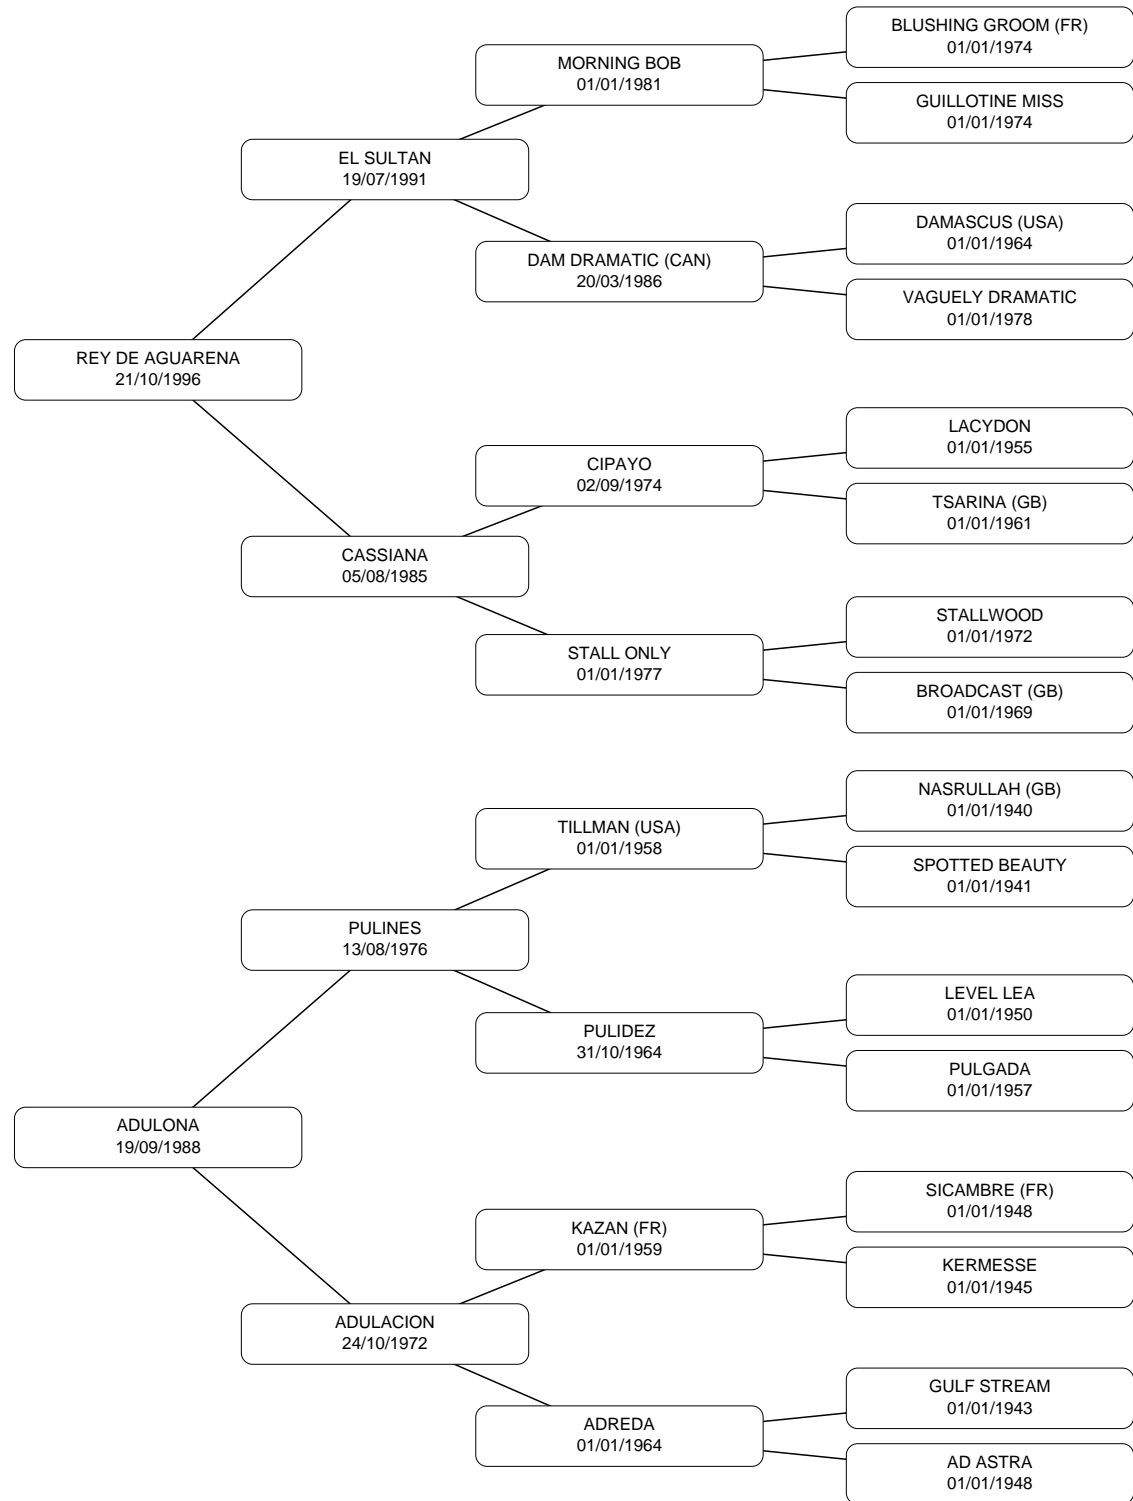 BLUSHING GROOM (FR)
01/01/1974
MORNING BOB
01/01/1981
GUILLOTINE MISS
01/01/1974
EL SULTAN
19/07/1991
DAMASCUS (USA)
01/01/1964
DAM DRAMATIC (CAN)
20/03/1986
VAGUELY DRAMATIC
01/01/1978
REY DE AGUARENA
21/10/1996
LACYDON
01/01/1955
CIPAYO
02/09/1974
TSARINA (GB)
01/01/1961
CASSIANA
05/08/1985
STALLWOOD
01/01/1972
STALL ONLY
01/01/1977
BROADCAST (GB)
01/01/1969
NASRULLAH (GB)
01/01/1940
TILLMAN (USA)
01/01/1958
SPOTTED BEAUTY
01/01/1941
PULINES
13/08/1976
LEVEL LEA
01/01/1950
PULIDEZ
31/10/1964
PULGADA
01/01/1957
ADULONA
19/09/1988
SICAMBRE (FR)
01/01/1948
KAZAN (FR)
01/01/1959
KERMESSE
01/01/1945
ADULACION
24/10/1972
GULF STREAM
01/01/1943
ADREDA
01/01/1964
AD ASTRA
01/01/1948